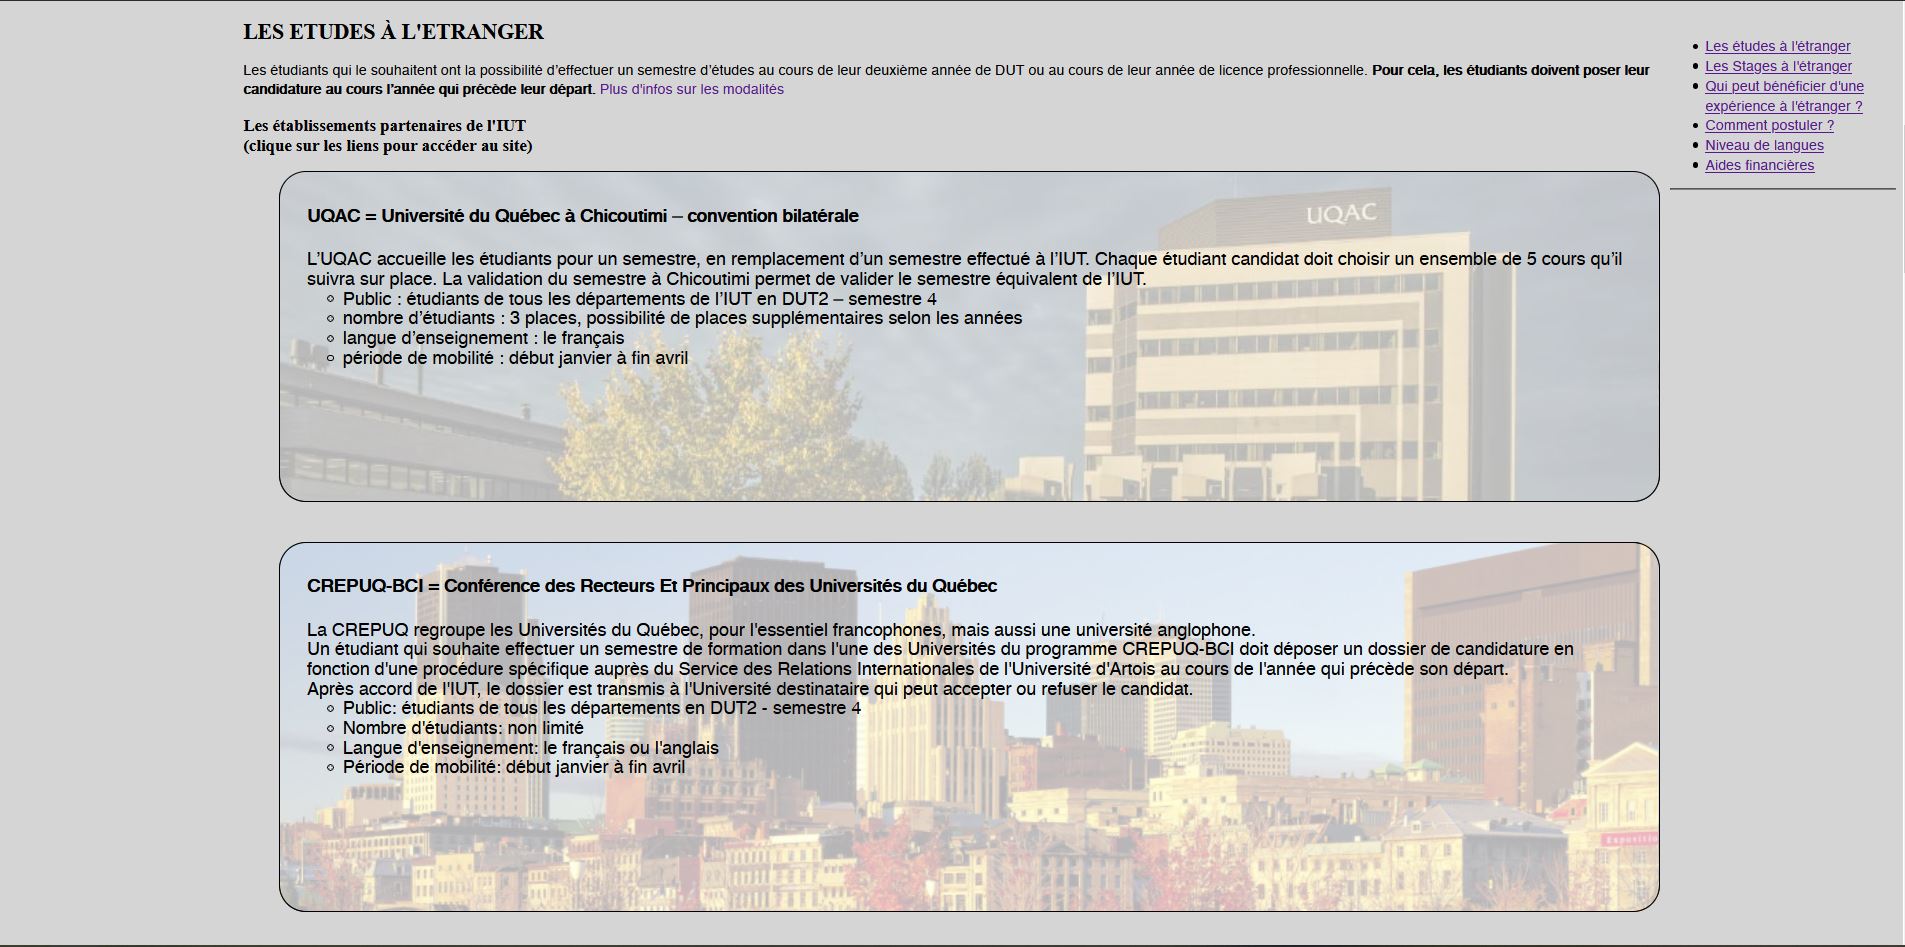 LES ETUDES À L'ETRANGER
Les étudiants qui le souhaitent ont la possibilité d’effectuer un semestre d’études au cours de leur deuxième année de DUT ou au cours de leur année de licence professionnelle. Pour cela, les étudiants doivent poser leur
candidature au cours l’année qui précède leur départ. Plus d'infos sur les modalités
Les établissements partenaires de l'IUT
(clique sur les liens pour accéder au site)
UQAC
UQAC = Université du Québec à Chicoutimi – convention bilatérale
L’UQAC accueille les étudiants pour un semestre, en remplacement d’un semestre effectué à l’IUT. Chaque étudiant candidat doit choisir un ensemble de 5 cours qu’il
suivra sur place. La validation du semestre à Chicoutimi permet de valider le semestre équivalent de l’IUT.
Public : étudiants de tous les départements de l’IUT en DUT2 – semestre 4
nombre d’étudiants : 3 places, possibilité de places supplémentaires selon les années
langue d’enseignement : le français
période de mobilité : début janvier à fin avril
CREPUQ-BCI = Conférence des Recteurs Et Principaux des Universités du Québec
La CREPUQ regroupe les Universités du Québec, pour l'essentiel francophones, mais aussi une université anglophone.
Un étudiant qui souhaite effectuer un semestre de formation dans l'une des Universités du programme CREPUQ-BCI doit déposer un dossier de candidature en
fonction d'une procédure spécifique auprès du Service des Relations Internationales de l'Université d'Artois au cours de l'année qui précède son départ.
Après accord de l'IUT, le dossier est transmis à l'Université destinataire qui peut accepter ou refuser le candidat.
Public: étudiants de tous les départements en DUT2 - semestre 4
Nombre d'étudiants: non limité
Langue d'enseignement: le français ou l'anglais
Période de mobilité: début janvier à fin avril
Les études à l'étranger
Les Stages à l'étranger
Qui peut bénéficier d'une
expérience à l'étranger ?
Comment postuler ?
Niveau de langues
Aides financières